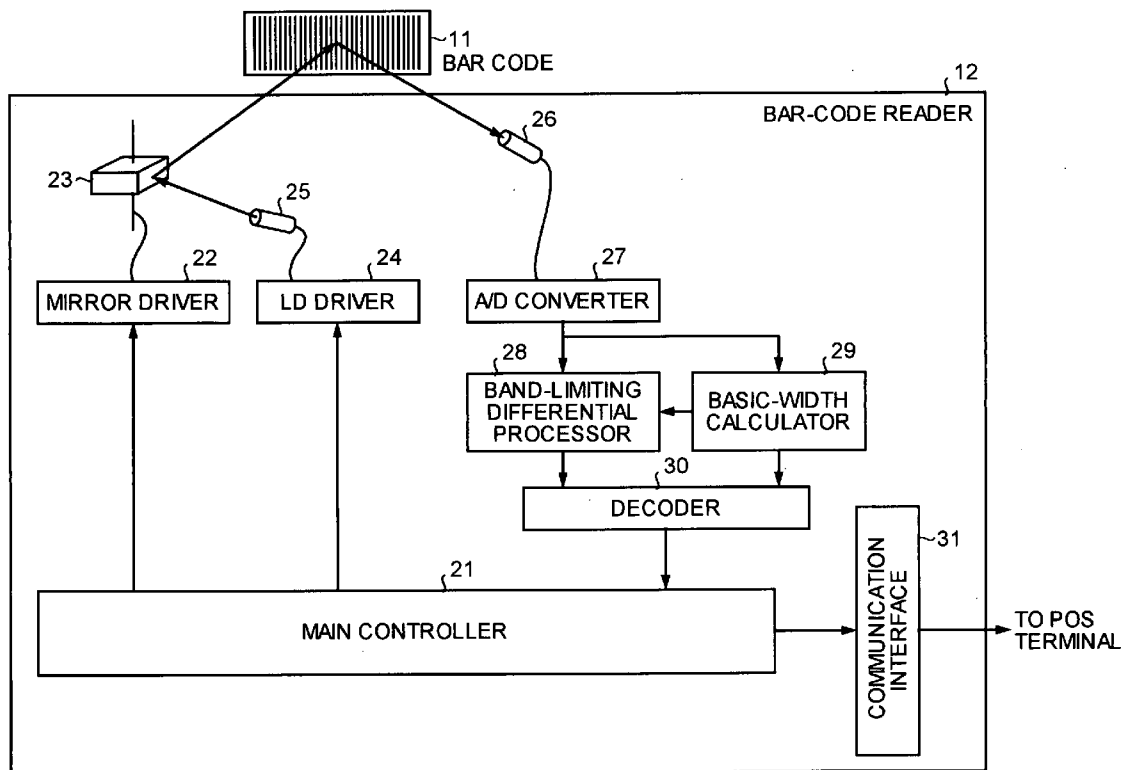 11
BAR CODE
12
BAR-CODE READER
26
23
25
22
24
27
MIRROR DRIVER
LD DRIVER
A/D CONVERTER
28
29
BAND-LIMITING
DIFFERENTIAL
PROCESSOR
BASIC-WIDTH
CALCULATOR
30
DECODER
21
MAIN CONTROLLER
31
COMMUNICATION
INTERFACE
TO POS
TERMINAL